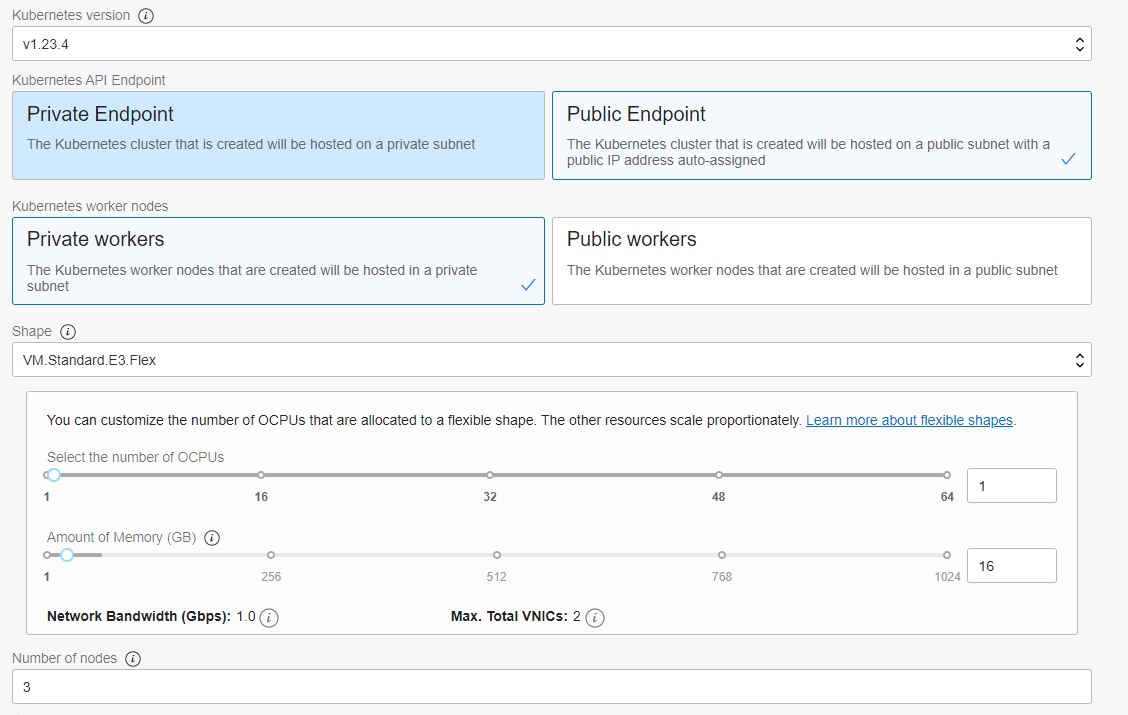 Kubernetes version
v1.23.4
Kubernetes API Endpoint
Private Endpoint
The Kubernetes cluster that is created will be hosted on a private subnet
Public Endpoint
The Kubernetes cluster that is created will be hosted on a public subnet with a
public IP address auto-assigned
Kubernetes worker nodes
Private workers
The Kubernetes worker nodes that are created will be hosted in a private
subnet
Public workers
The Kubernetes worker nodes that are created will be hosted in a public subnet
Shape
VM.Standard.E3.Flex
You can customize the number of OCPUs that are allocated to a flexible shape. The other resources scale proportionately. Learn more about flexible shapes.
Select the number of OCPUs
1 16 32 48 64
1
Amount of Memory (GB)
1 256 512 768 1024
16
Network Bandwidth (Gbps): 1.0 Max. Total VNICs: 2
Number of nodes
3